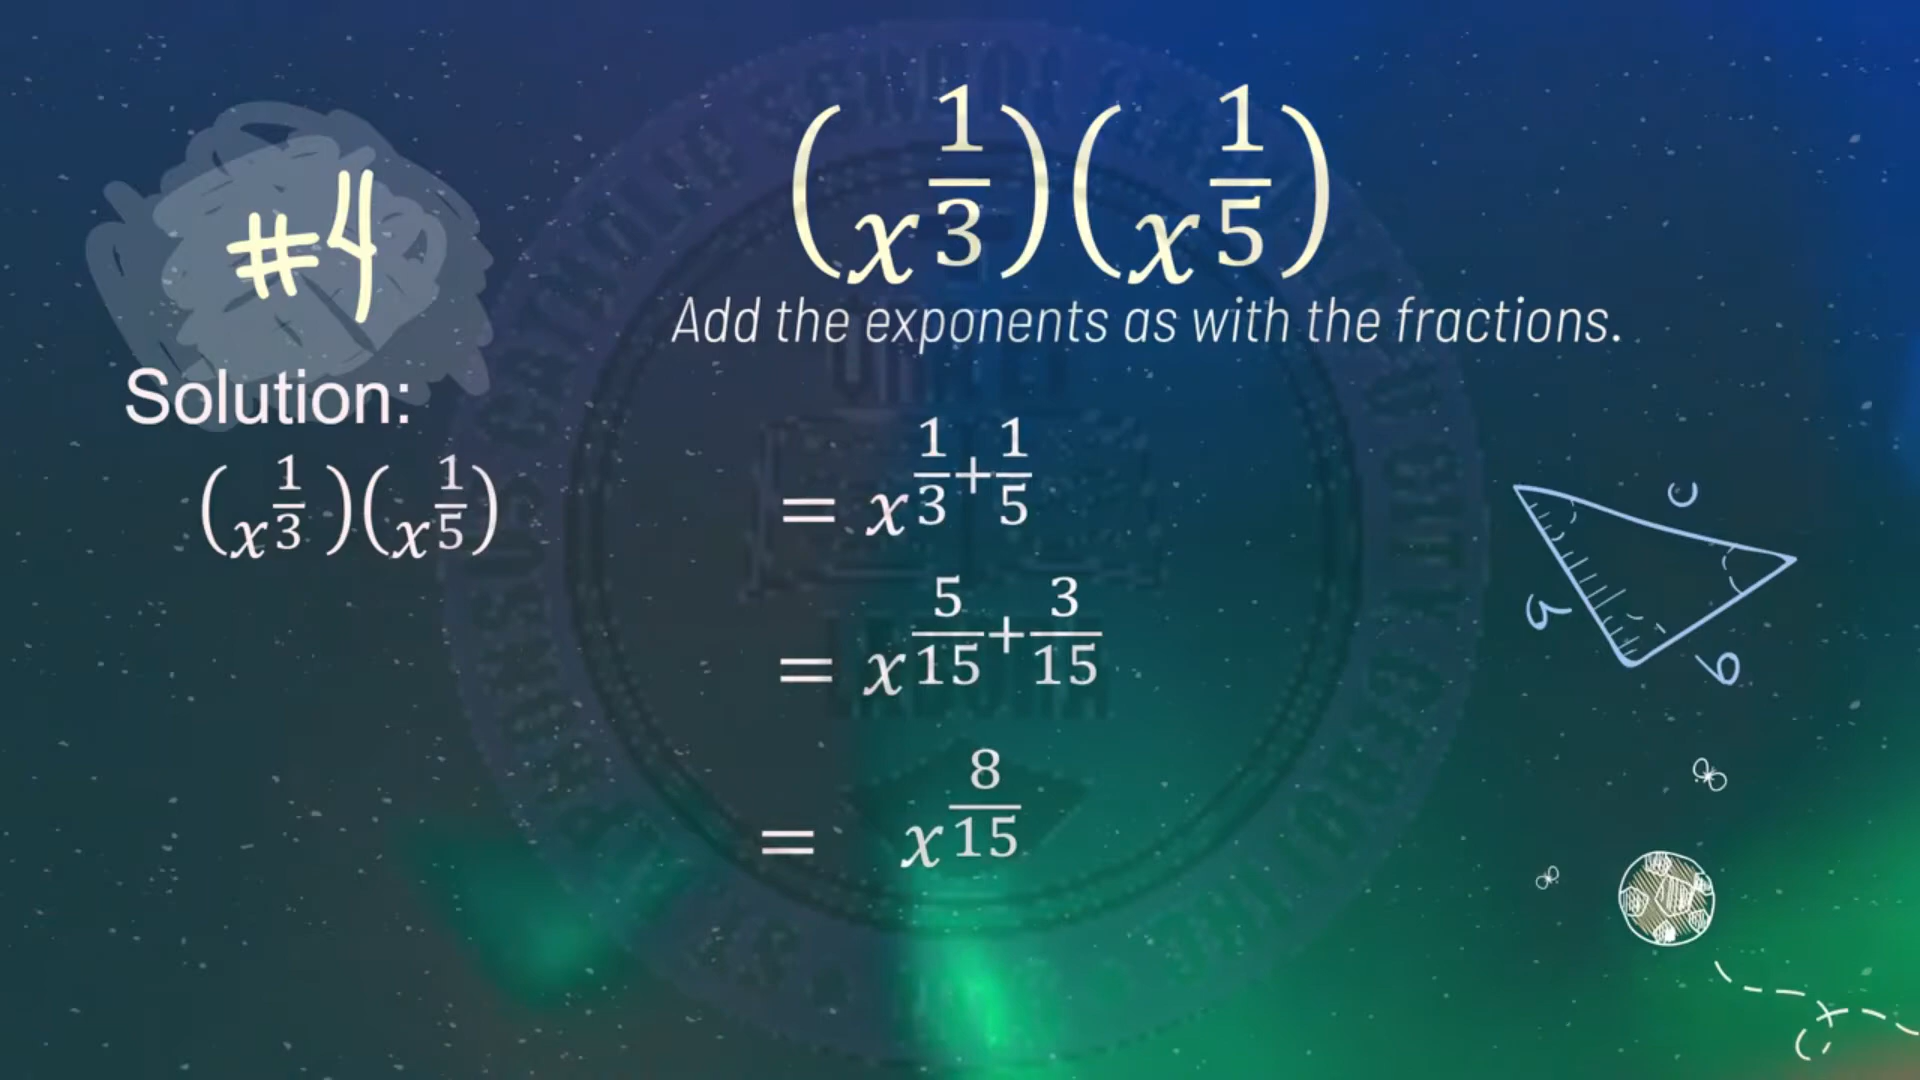 #4
(x^{1/3})(x^{1/5})
Add the exponents as with the fractions.
Solution:
(x^{1/3})(x^{1/5})
= x^{1/3+1/5}
= x^{5/15+3/15}
= x^{8/15}
c
a
b